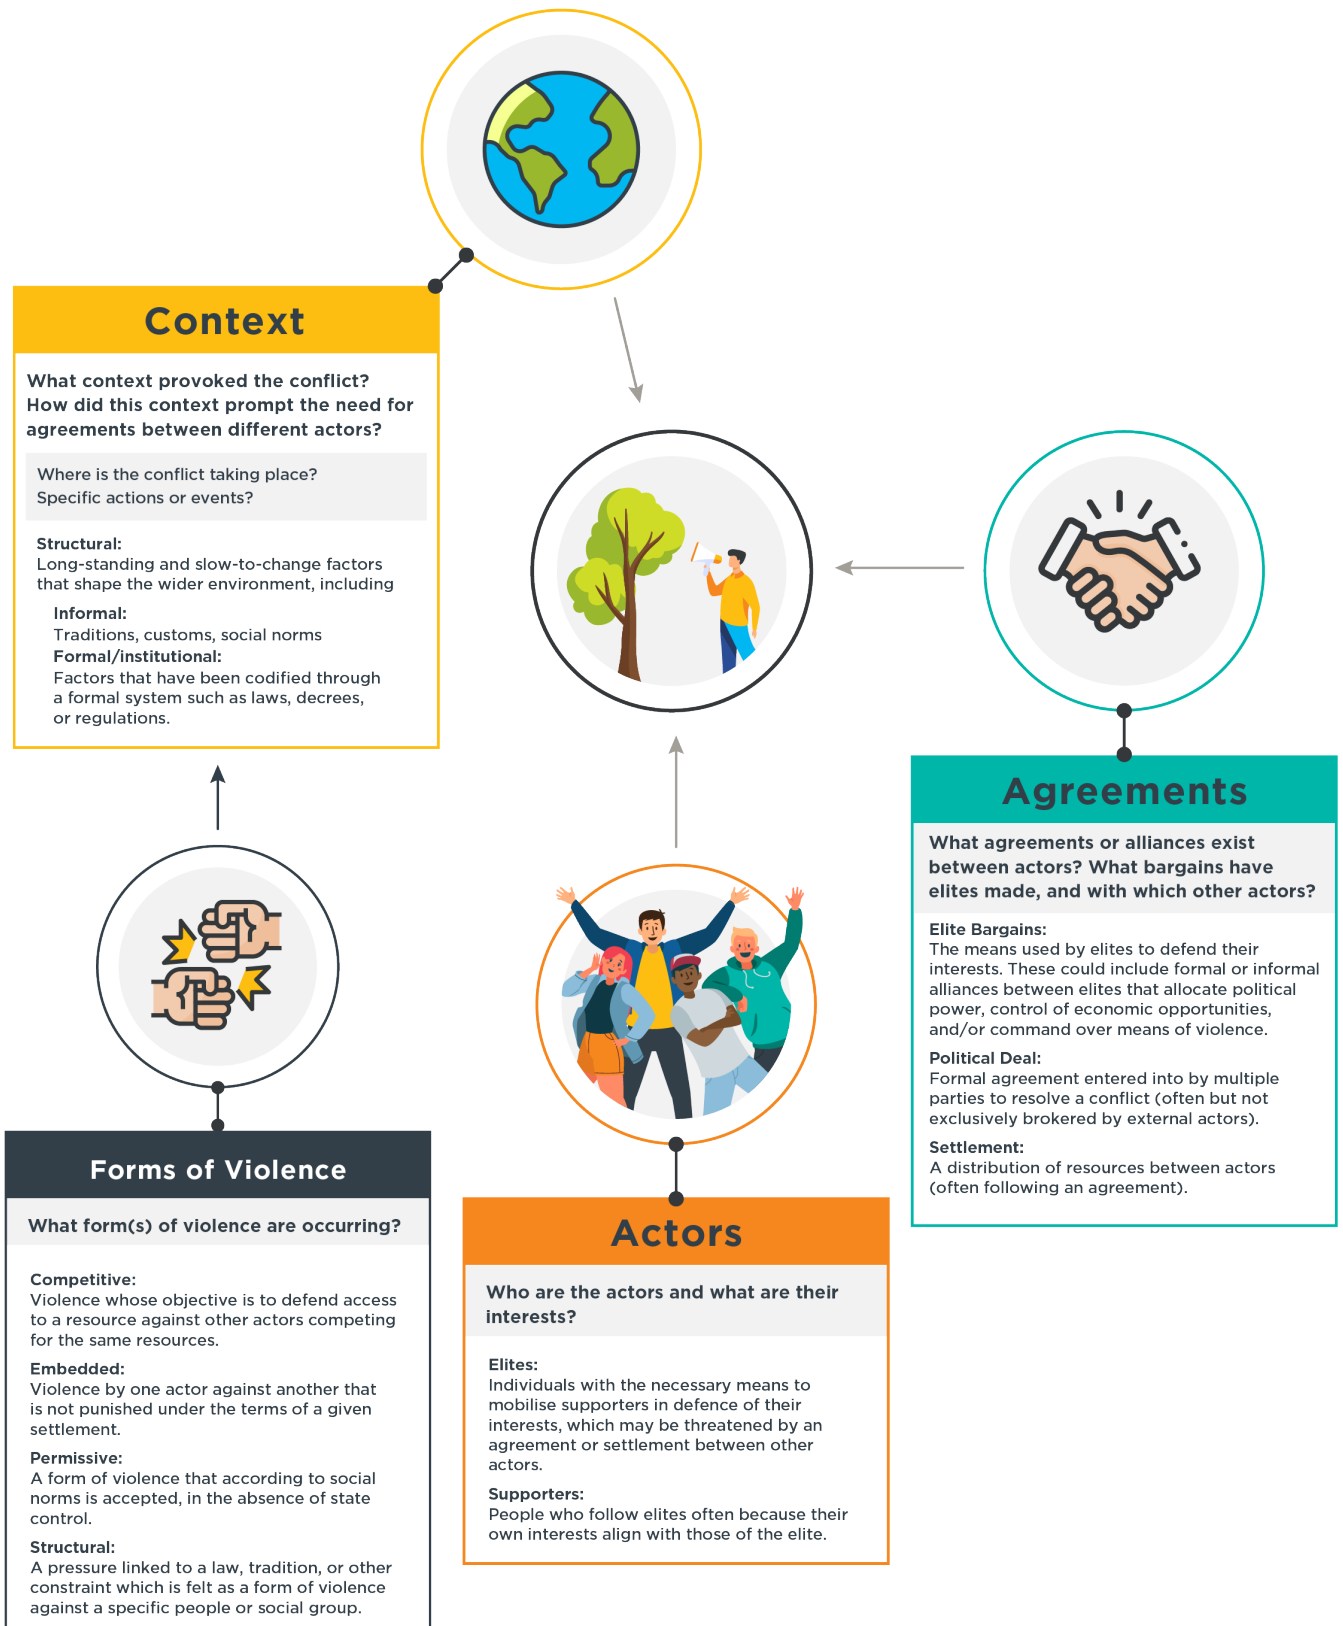 Context
What context provoked the conflict?
How did this context prompt the need for
agreements between different actors?
Where is the conflict taking place?
Specific actions or events?
Structural:
Long-standing and slow-to-change factors
that shape the wider environment, including
Informal:
Traditions, customs, social norms
Formal/institutional:
Factors that have been codified through
a formal system such as laws, decrees,
or regulations.
Agreements
What agreements or alliances exist
between actors? What bargains have
elites made, and with which other actors?
Elite Bargains:
The means used by elites to defend their
interests. These could include formal or informal
alliances between elites that allocate political
power, control of economic opportunities,
and/or command over means of violence.
Political Deal:
Formal agreement entered into by multiple
parties to resolve a conflict (often but not
exclusively brokered by external actors).
Settlement:
A distribution of resources between actors
(often following an agreement).
Forms of Violence
What form(s) of violence are occurring?
Competitive:
Violence whose objective is to defend access
to a resource against other actors competing
for the same resources.
Embedded:
Violence by one actor against another that
is not punished under the terms of a given
settlement.
Permissive:
A form of violence that according to social
norms is accepted, in the absence of state
control.
Structural:
A pressure linked to a law, tradition, or other
constraint which is felt as a form of violence
against a specific people or social group.
Actors
Who are the actors and what are their
interests?
Elites:
Individuals with the necessary means to
mobilise supporters in defence of their
interests, which may be threatened by an
agreement or settlement between other
actors.
Supporters:
People who follow elites often because their
own interests align with those of the elite.